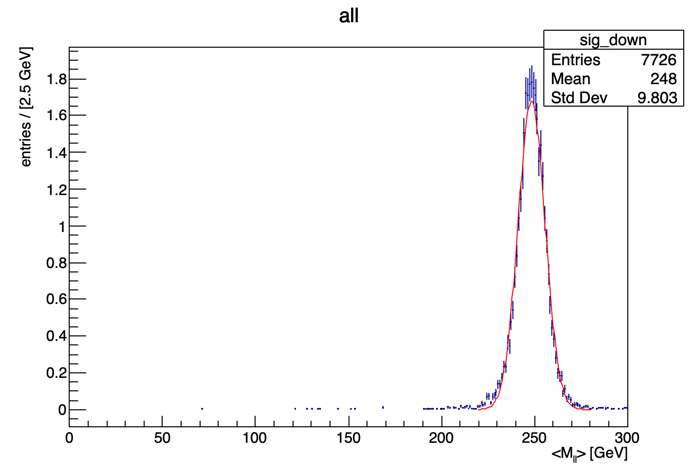 all
sig_down
Entries 7726
Mean 248
Std Dev 9.803
entries / [2.5 GeV]
1.8
1.6
1.4
1.2
1
0.8
0.6
0.4
0.2
0
0 50 100 150 200 250 300
<M_{jj}> [GeV]